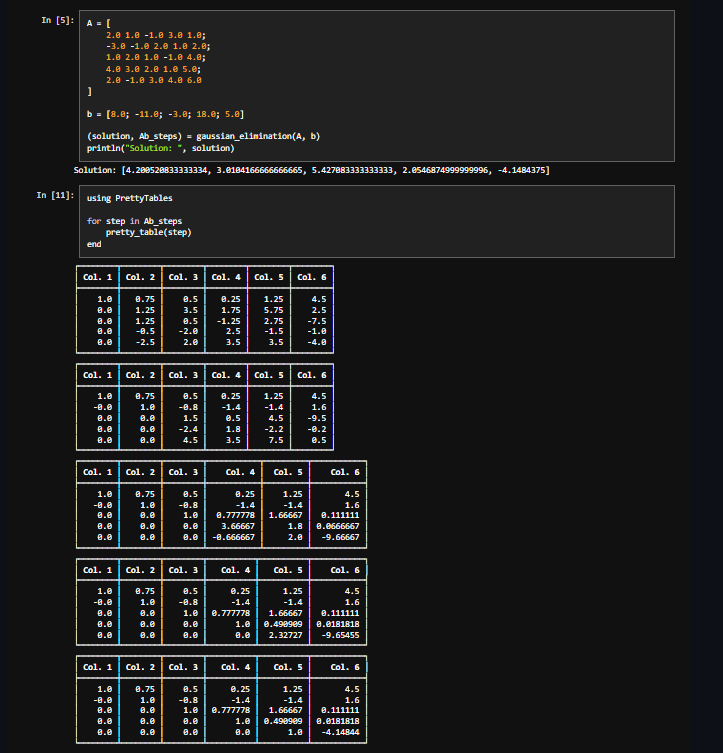 In [5]:
A = [
2.0 1.0 -1.0 3.0 1.0;
-3.0 -1.0 2.0 1.0 2.0;
1.0 2.0 1.0 -1.0 4.0;
4.0 3.0 2.0 1.0 5.0;
2.0 -1.0 3.0 4.0 6.0
]
b = [8.0; -11.0; -3.0; 18.0; 5.0]
(solution, Ab_steps) = gaussian_elimination(A, b)
println("Solution: ", solution)
Solution: [4.200520833333334, 3.0104166666666665, 5.427083333333333, 2.0546874999999996, -4.1484375]
In [11]:
using PrettyTables
for step in Ab_steps
pretty_table(step)
end
Col. 1 Col. 2 Col. 3 Col. 4 Col. 5 Col. 6
1.0 0.75 0.5 0.25 1.25 4.5
0.0 1.25 3.5 1.75 5.75 2.5
0.0 1.25 0.5 -1.25 2.75 -7.5
0.0 -0.5 -2.0 2.5 -1.5 -1.0
0.0 -2.5 2.0 3.5 3.5 -4.0
Col. 1 Col. 2 Col. 3 Col. 4 Col. 5 Col. 6
1.0 0.75 0.5 0.25 1.25 4.5
-0.0 1.0 -0.8 -1.4 -1.4 1.6
0.0 0.0 1.5 0.5 4.5 -9.5
0.0 0.0 -2.4 1.8 -2.2 -0.2
0.0 0.0 4.5 3.5 7.5 0.5
Col. 1 Col. 2 Col. 3 Col. 4 Col. 5 Col. 6
1.0 0.75 0.5 0.25 1.25 4.5
-0.0 1.0 -0.8 -1.4 -1.4 1.6
0.0 0.0 1.0 0.777778 1.66667 0.111111
0.0 0.0 0.0 3.66667 1.8 0.0666667
0.0 0.0 0.0 -0.666667 2.0 -9.66667
Col. 1 Col. 2 Col. 3 Col. 4 Col. 5 Col. 6
1.0 0.75 0.5 0.25 1.25 4.5
-0.0 1.0 -0.8 -1.4 -1.4 1.6
0.0 0.0 1.0 0.777778 1.66667 0.111111
0.0 0.0 0.0 1.0 0.490909 0.0181818
0.0 0.0 0.0 0.0 2.32727 -9.65455
Col. 1 Col. 2 Col. 3 Col. 4 Col. 5 Col. 6
1.0 0.75 0.5 0.25 1.25 4.5
-0.0 1.0 -0.8 -1.4 -1.4 1.6
0.0 0.0 1.0 0.777778 1.66667 0.111111
0.0 0.0 0.0 1.0 0.490909 0.0181818
0.0 0.0 0.0 0.0 1.0 -4.14844